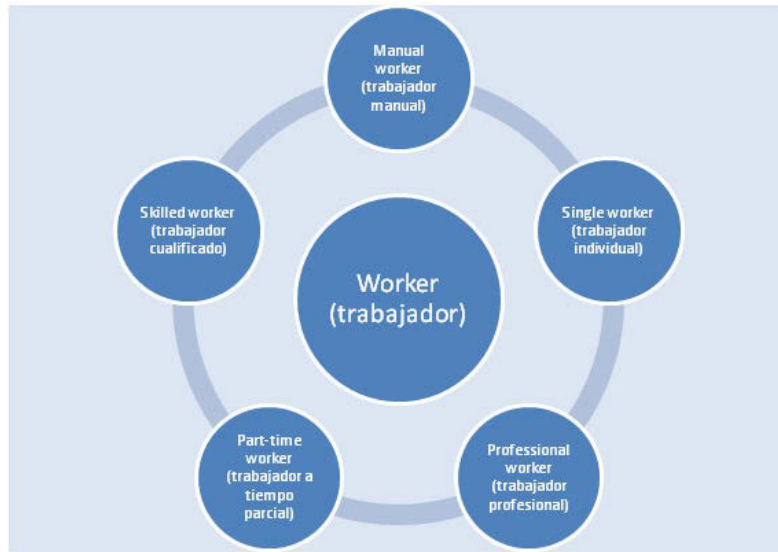 Manual
worker
(trabajador
manual)
Skilled worker
(trabajador
cualificado)
Single worker
(trabajador
individual)
Worker
(trabajador)
Part-time
worker
(trabajador a
tiempo
parcial)
Professional
worker
(trabajador
profesional)